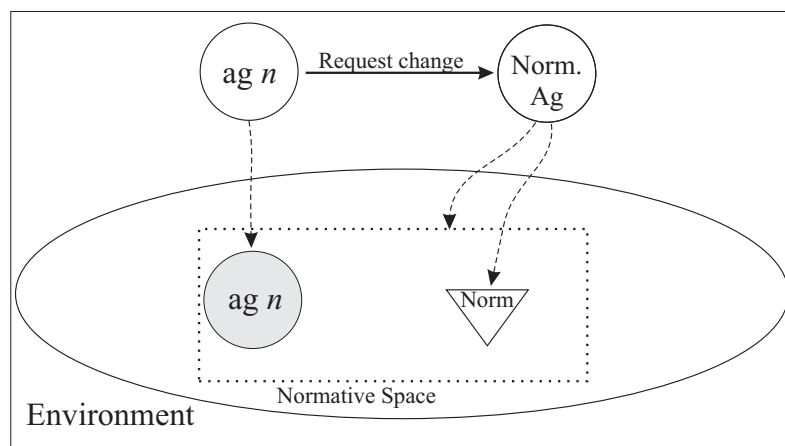 ag n
Request change
Norm.
Ag
ag n
Norm
Normative Space
Environment